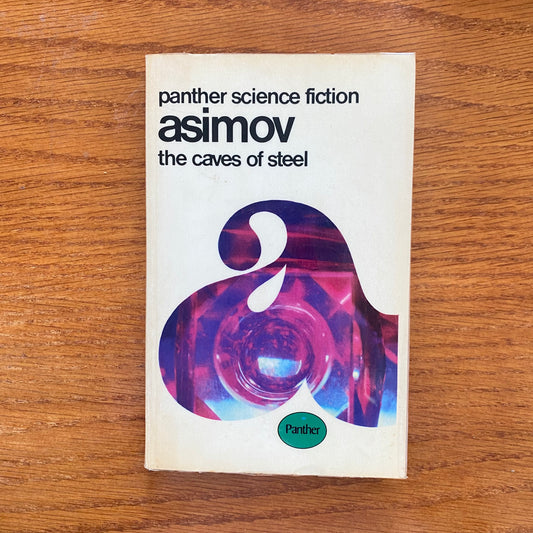 panther science fiction
asimov
the caves of steel
a
Panther